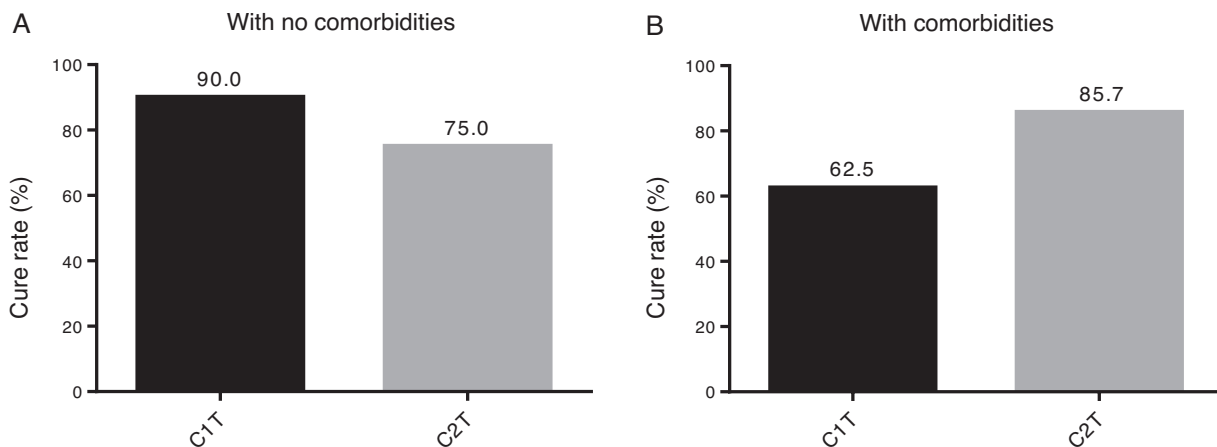 A
With no comorbidities
Cure rate (%)
100
80
60
40
20
0
90.0
75.0
C1T
C2T
B
With comorbidities
Cure rate (%)
100
80
60
40
20
0
62.5
85.7
C1T
C2T